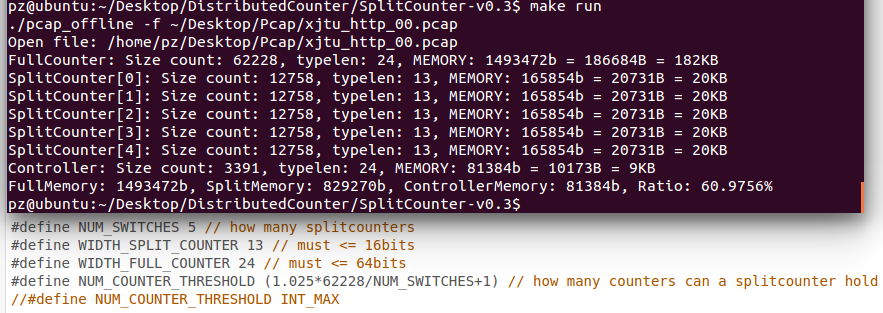 pz@ubuntu:~/Desktop/DistributedCounter/SplitCounter-v0.3$ make run
./pcap_offline -f ~/Desktop/Pcap/xjtu_http_00.pcap
Open file: /home/pz/Desktop/Pcap/xjtu_http_00.pcap
FullCounter: Size count: 62228, typelen: 24, MEMORY: 1493472b = 186684B = 182KB
SplitCounter[0]: Size count: 12758, typelen: 13, MEMORY: 165854b = 20731B = 20KB
SplitCounter[1]: Size count: 12758, typelen: 13, MEMORY: 165854b = 20731B = 20KB
SplitCounter[2]: Size count: 12758, typelen: 13, MEMORY: 165854b = 20731B = 20KB
SplitCounter[3]: Size count: 12758, typelen: 13, MEMORY: 165854b = 20731B = 20KB
SplitCounter[4]: Size count: 12758, typelen: 13, MEMORY: 165854b = 20731B = 20KB
Controller: Size count: 3391, typelen: 24, MEMORY: 81384b = 10173B = 9KB
FullMemory: 1493472b, SplitMemory: 829270b, ControllerMemory: 81384b, Ratio: 60.9756%
pz@ubuntu:~/Desktop/DistributedCounter/SplitCounter-v0.3$
#define NUM_SWITCHES 5 // how many splitcounters
#define WIDTH_SPLIT_COUNTER 13 // must <= 16bits
#define WIDTH_FULL_COUNTER 24 // must <= 64bits
#define NUM_COUNTER_THRESHOLD (1.025*62228/NUM_SWITCHES+1) // how many counters can a splitcounter hold
//#define NUM_COUNTER_THRESHOLD INT_MAX